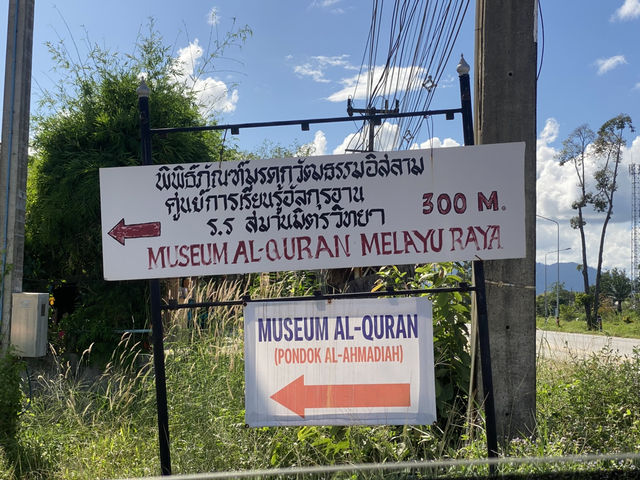 พิพิธภัณฑ์มรดกวัฒธรรมอิสลาม
ศูนย์การเรียนรู้อัลกุรอาน
300 M.
ร.ร สมานมิตรวิทยา
MUSEUM AL-QURAN MELAYU RAYA
MUSEUM AL-QURAN
(PONDOK AL-AHMADIAH)